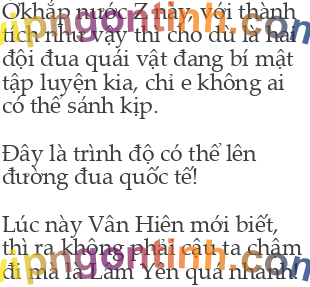 Ở khắp nước Z này, với thành
tích như vậy thì cho dù là hai
đội đua quái vật đang bí mật
tập luyện kia, chỉ e không ai
có thể sánh kịp.
Đây là trình độ có thể lên
đường đua quốc tế!
Lúc này Vân Hiên mới biết,
thì ra không phải cậu ta chậm
đi mà là Lâm Yên quá nhanh!